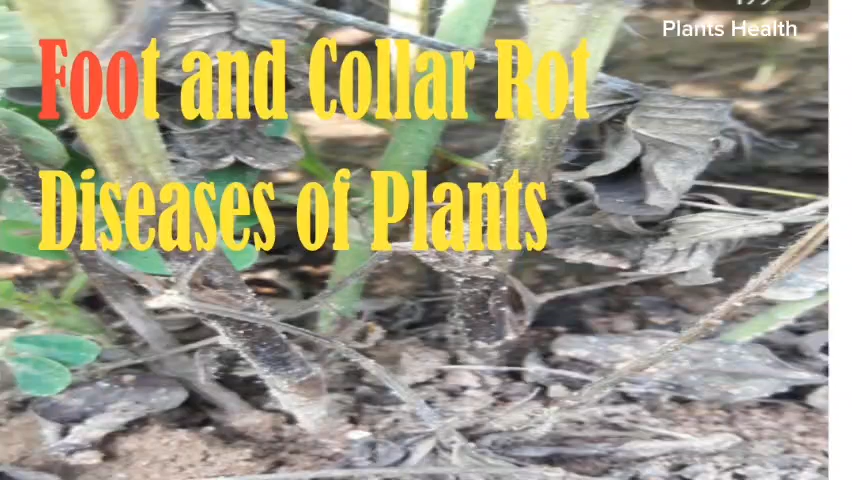 Plants Health
Foot and Collar Rot
Diseases of Plants